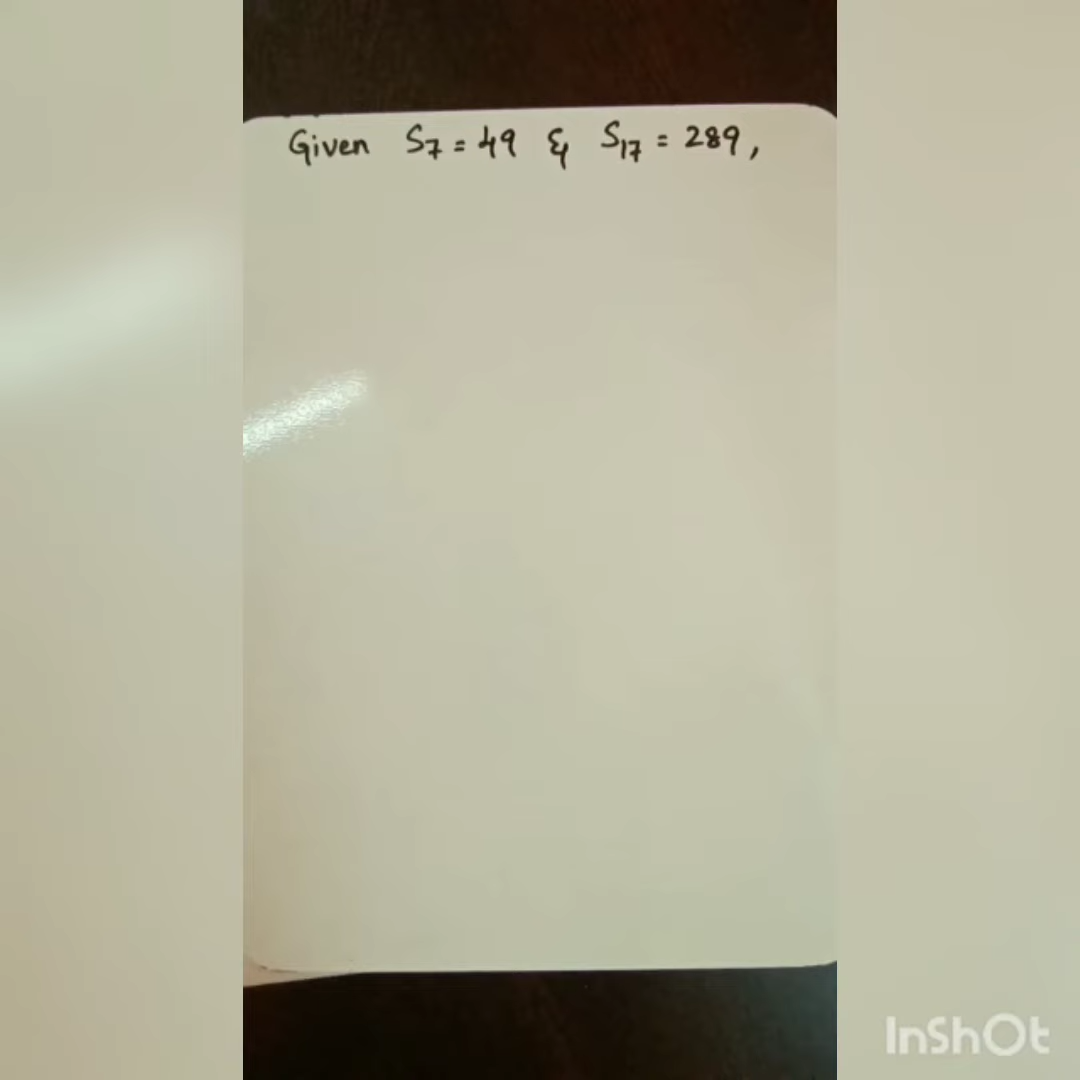 Given S₇ = 49 & S₁₇ = 289,
InShOt